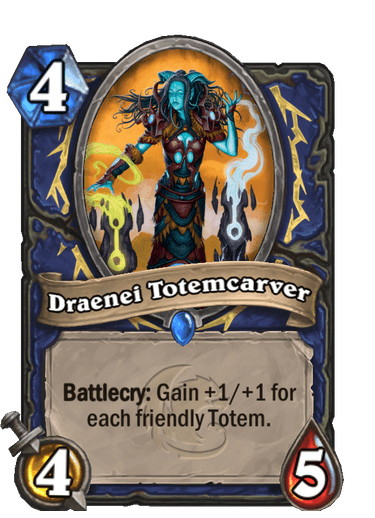 4
Draenei Totemcarver
Battlecry: Gain +1/+1 for
each friendly Totem.
4
5